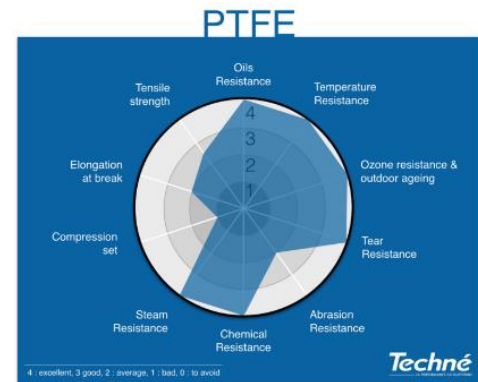 PTFE
Oils
Resistance
Tensile
strength
Temperature
Resistance
4
3
2
1
Elongation
at break
Ozone resistance &
outdoor ageing
Compression
set
Tear
Resistance
Steam
Resistance
Abrasion
Resistance
Chemical
Resistance
4 : excellent, 3 good, 2 : average, 1 : bad, 0 : to avoid
Techné